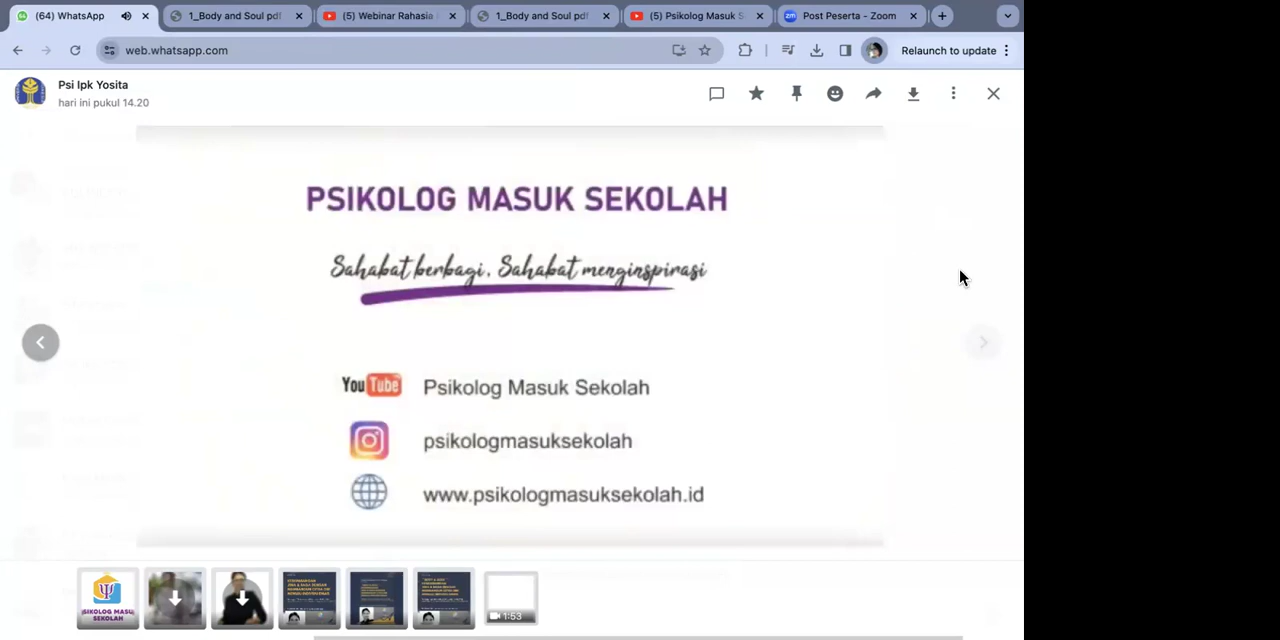 (64) WhatsApp
1_Body and Soul pdf
(5) Webinar Rahasia
1_Body and Soul pdf
(5) Psikolog Masuk S
Post Peserta - Zoom
web.whatsapp.com
Relaunch to update
Psi Ipk Yosita
hari ini pukul 14.20
PSIKOLOG MASUK SEKOLAH
Sahabat berbagi. Sahabat menginspirasi
YouTube Psikolog Masuk Sekolah
psikologmasuksekolah
www.psikologmasuksekolah.id
PSIKOLOG MASU
SEKOLAH
1:53